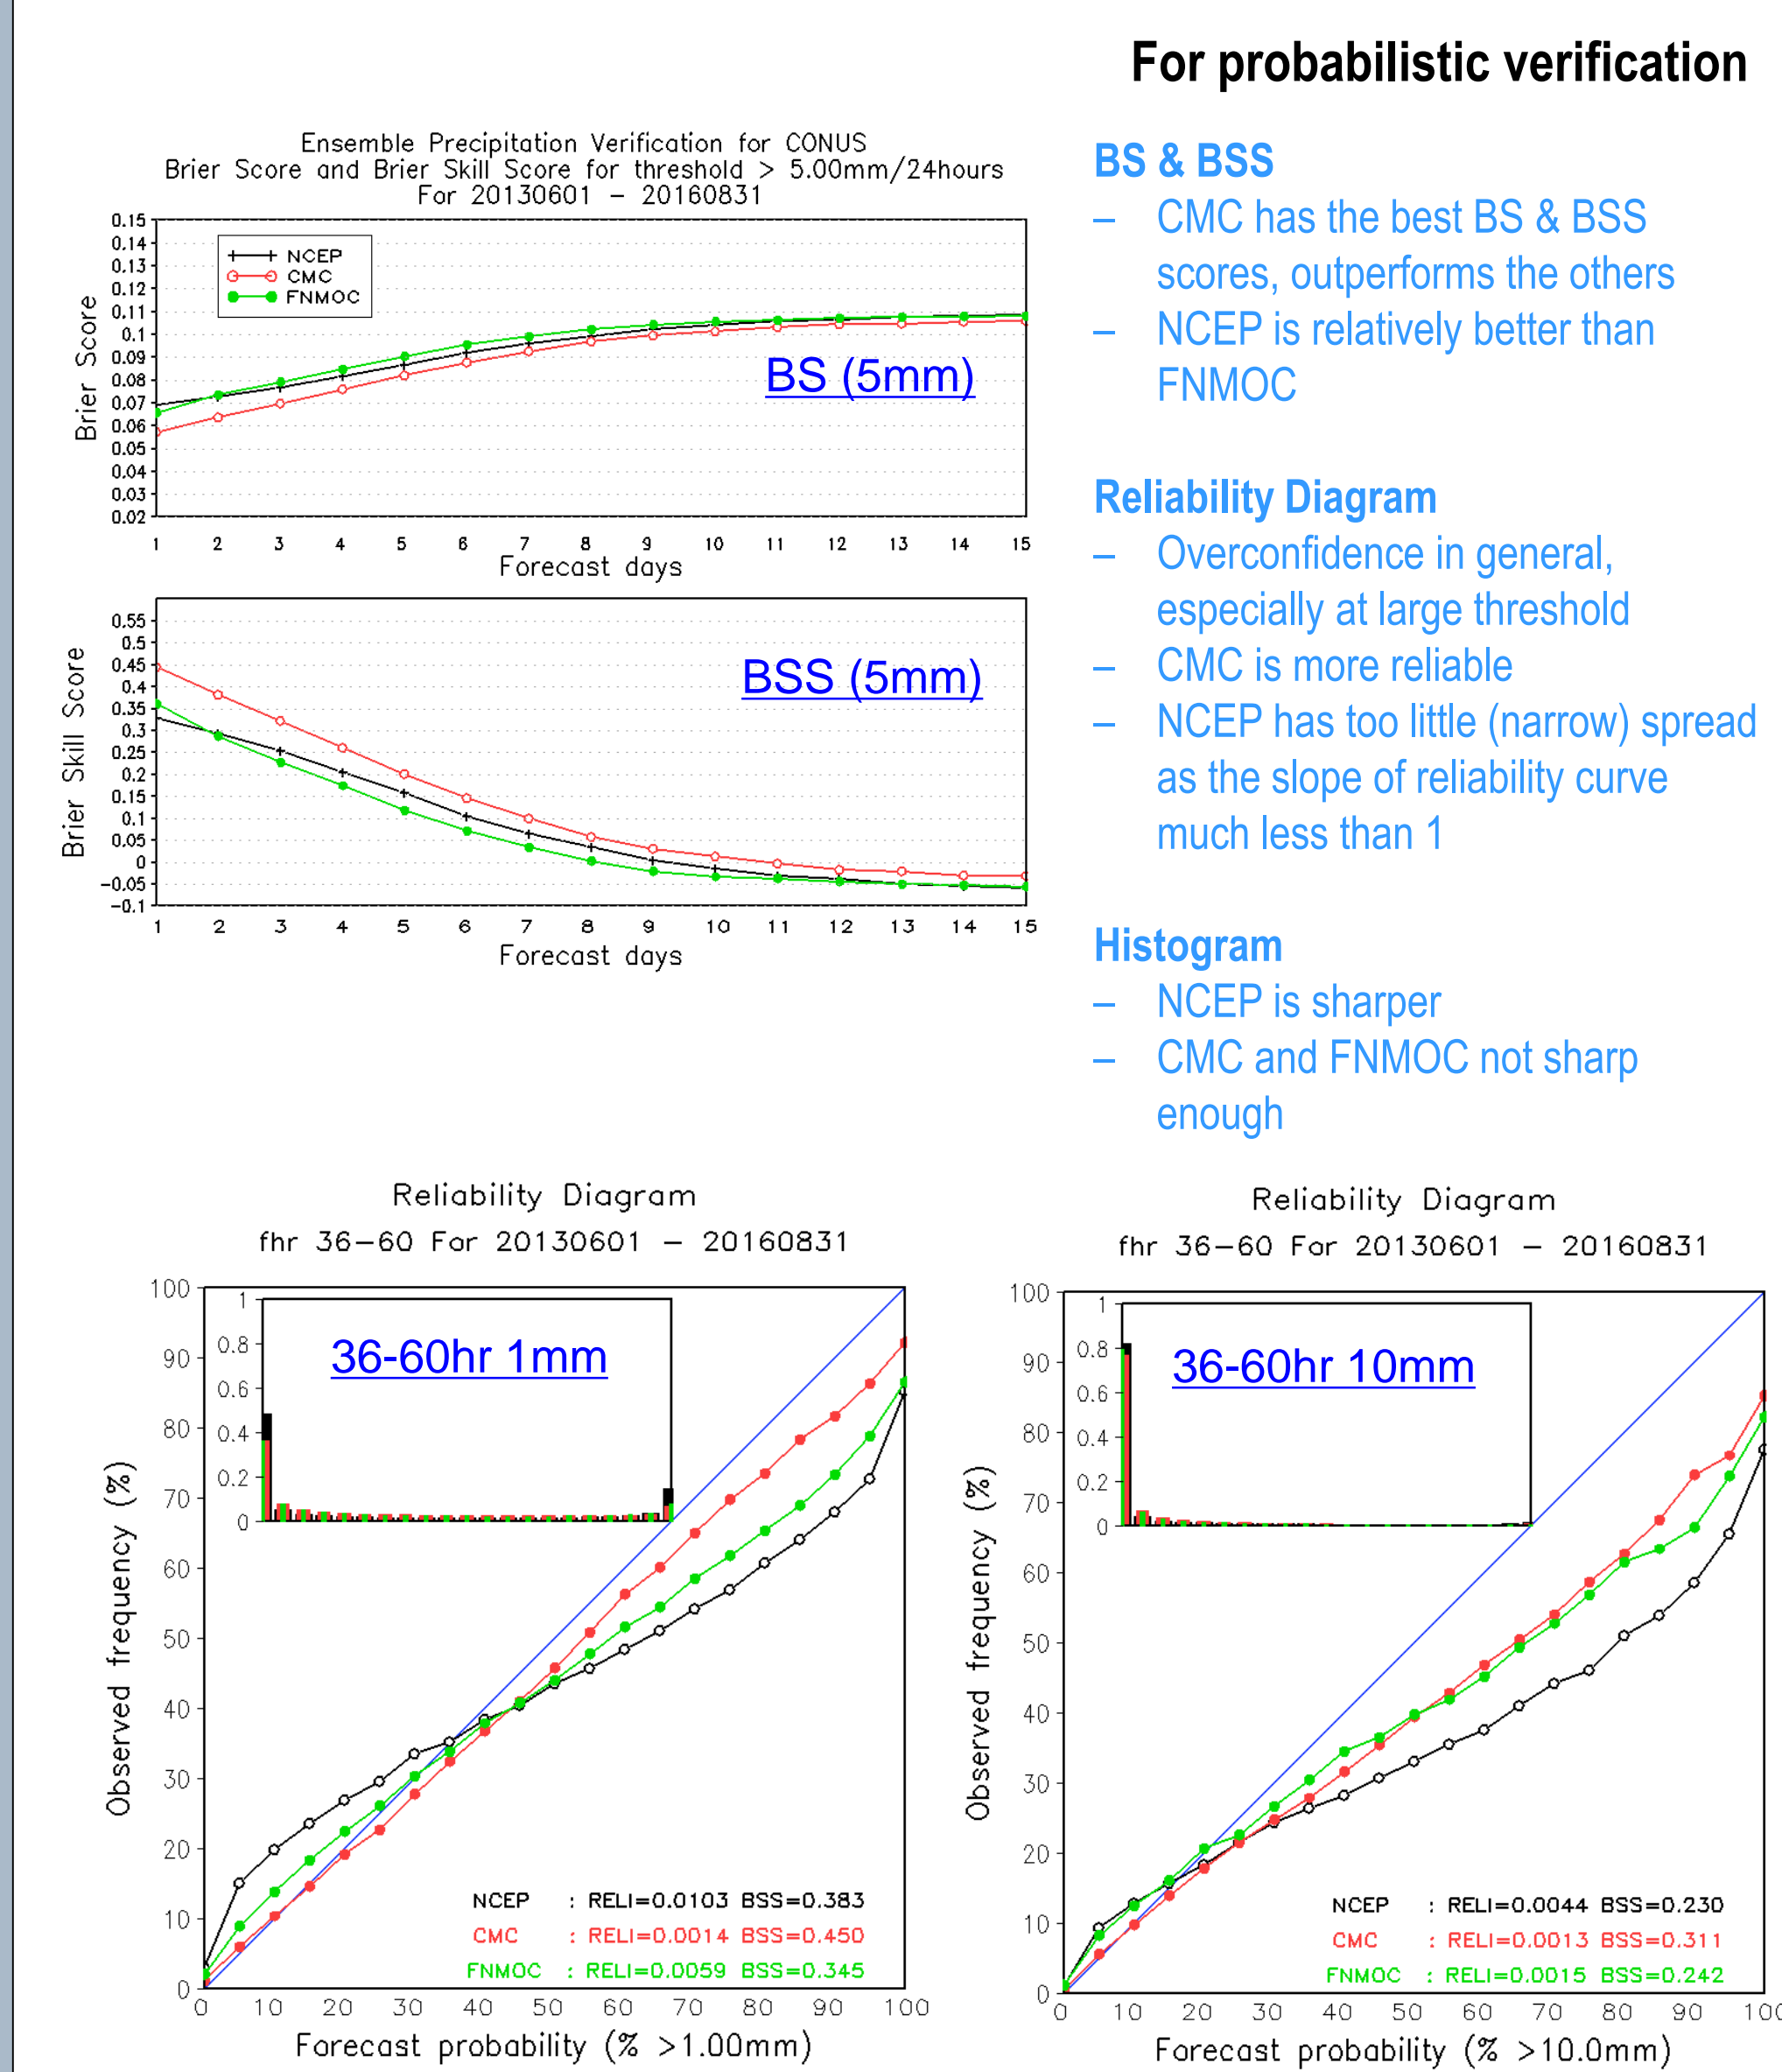 For probabilistic verification
Ensemble Precipitation Verification for CONUS
Brier Score and Brier Skill Score for threshold > 5.00mm/24hours
For 20130601 – 20160831
0.15
0.14
0.13
0.12
0.11
0.1
0.09
0.08
0.07
0.06
0.05
0.04
0.03
0.02
Brier Score
NCEP
CMC
FNMOC
BS (5mm)
1 2 3 4 5 6 7 8 9 10 11 12 13 14 15
Forecast days
0.55
0.5
0.45
0.4
0.35
0.3
0.25
0.2
0.15
0.1
0.05
0
−0.05
−0.1
Brier Skill Score
BSS (5mm)
1 2 3 4 5 6 7 8 9 10 11 12 13 14 15
Forecast days
BS & BSS
– CMC has the best BS & BSS
scores, outperforms the others
– NCEP is relatively better than
FNMOC
Reliability Diagram
– Overconfidence in general,
especially at large threshold
– CMC is more reliable
– NCEP has too little (narrow) spread
as the slope of reliability curve
much less than 1
Histogram
– NCEP is sharper
– CMC and FNMOC not sharp
enough
Reliability Diagram
fhr 36–60 For 20130601 – 20160831
100
90
80
70
60
50
40
30
20
10
0
Observed frequency (%)
1
0.8
0.6
0.4
0.2
0
36-60hr 1mm
NCEP : RELI=0.0103 BSS=0.383
CMC : RELI=0.0014 BSS=0.450
FNMOC : RELI=0.0059 BSS=0.345
0 10 20 30 40 50 60 70 80 90 100
Forecast probability (% >1.00mm)
Reliability Diagram
fhr 36–60 For 20130601 – 20160831
100
90
80
70
60
50
40
30
20
10
0
Observed frequency (%)
1
0.8
0.6
0.4
0.2
0
36-60hr 10mm
NCEP : RELI=0.0044 BSS=0.230
CMC : RELI=0.0013 BSS=0.311
FNMOC : RELI=0.0015 BSS=0.242
0 10 20 30 40 50 60 70 80 90 100
Forecast probability (% >10.0mm)